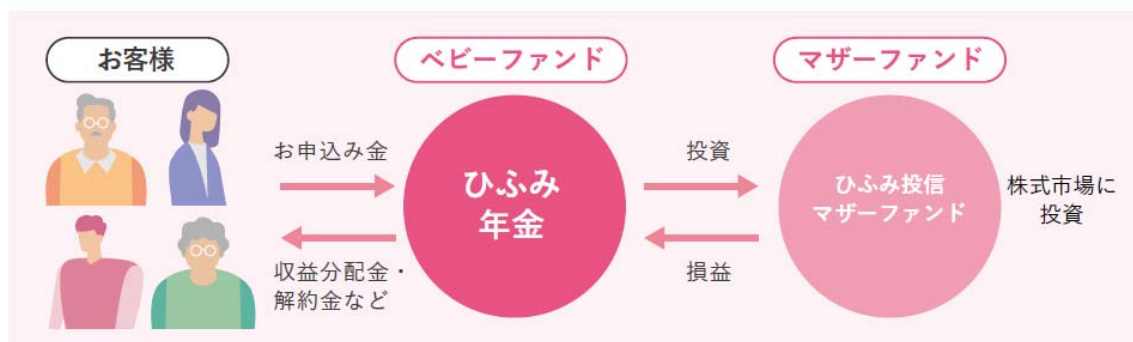 お客様
ベビーファンド
マザーファンド
お申込み金
収益分配金・
解約金など
ひふみ
年金
投資
損益
ひふみ投信
マザーファンド
株式市場に
投資